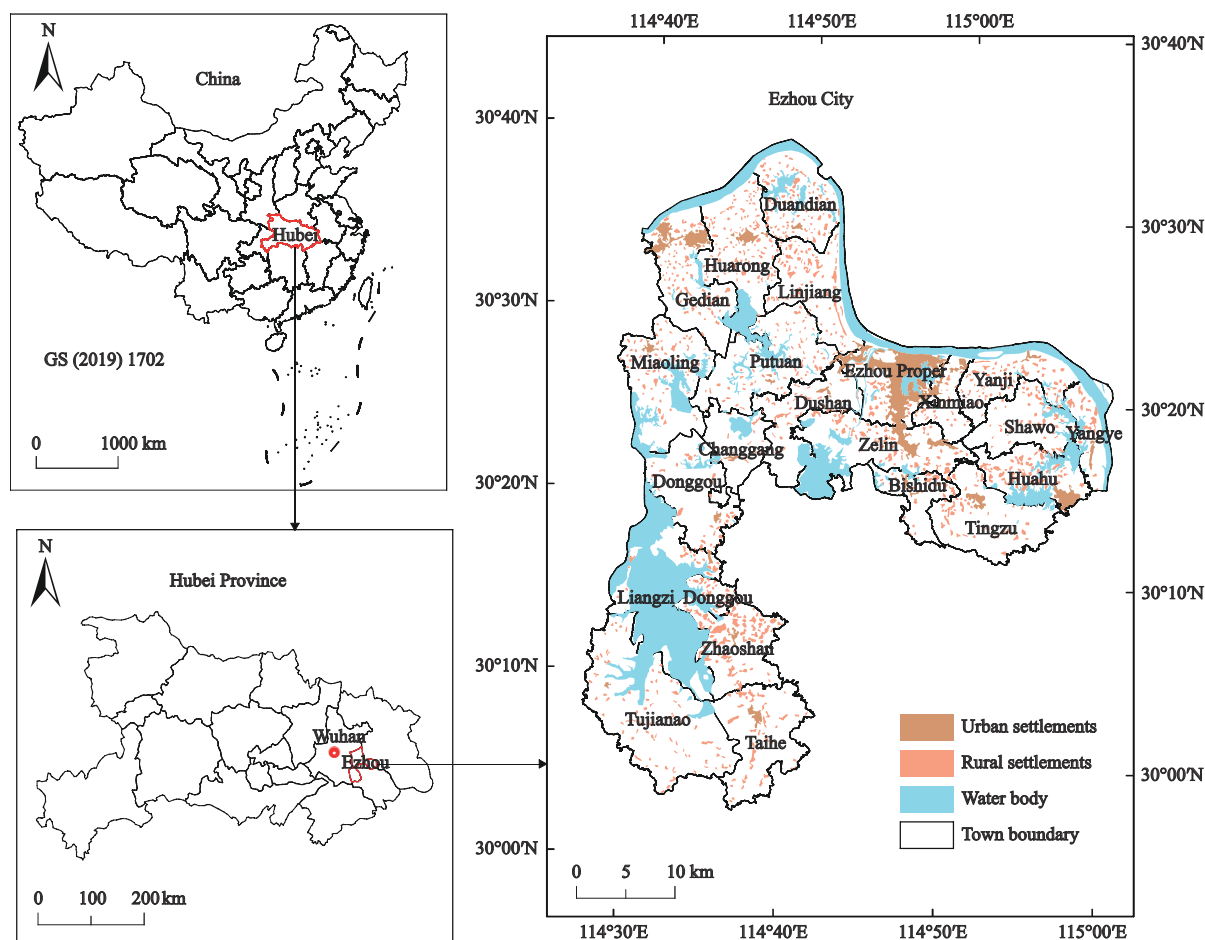 N
China
Hubei
GS (2019) 1702
0 1000 km
N
Hubei Province
Wuhan
Ezhou
0 100 200 km
114°40′E 114°50′E 115°00′E
30°40′N
30°30′N
30°20′N
30°10′N
30°00′N
Ezhou City
30°40′N
30°30′N
30°20′N
30°10′N
30°00′N
Duandian
Huarong
Linjiang
Gedian
Miaoling
Putuan
Ezhou Proper
Yanji
Xinmiao
Dushan
Shawo
Yangye
Zelin
Changgang
Donggou
Bishidu
Huahu
Tingzu
Liangzi
Donggou
Zhaoshan
Tujianao
Taihe
Urban settlements
Rural settlements
Water body
Town boundary
0 5 10 km
114°30′E 114°40′E 114°50′E 115°00′E